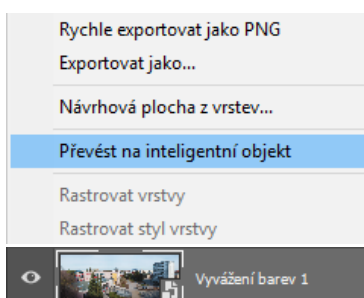 Rychle exportovat jako PNG
Exportovat jako...
Návrhová plocha z vrstev...
Převést na inteligentní objekt
Rastrovat vrstvy
Rastrovat styl vrstvy
Vyvážení barev 1